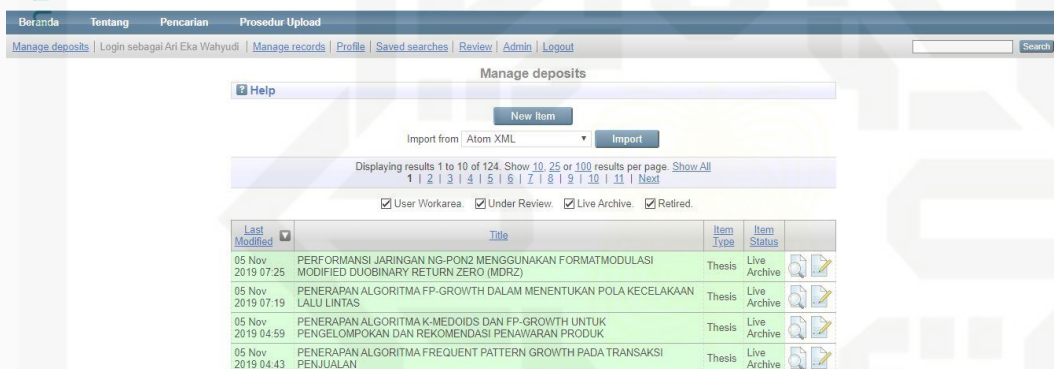 Beranda Tentang Pencarian Prosedur Upload
Manage deposits | Login sebagai Ari Eka Wahyudi | Manage records | Profile | Saved searches | Review | Admin | Logout Search
Manage deposits
? Help
New Item
Import from Atom XML Import
Displaying results 1 to 10 of 124. Show 10, 25 or 100 results per page. Show All
1 | 2 | 3 | 4 | 5 | 6 | 7 | 8 | 9 | 10 | 11 | Next
User Workarea. Under Review. Live Archive. Retired.
Last Modified Title Item Type Item Status
05 Nov 2019 07:25 PERFORMANSI JARINGAN NG-PON2 MENGGUNAKAN FORMATMODULASI MODIFIED DUOBINARY RETURN ZERO (MDRZ) Thesis Live Archive
05 Nov 2019 07:19 PENERAPAN ALGORITMA FP-GROWTH DALAM MENENTUKAN POLA KECELAKAAN LALU LINTAS Thesis Live Archive
05 Nov 2019 04:59 PENERAPAN ALGORITMA K-MEDOIDS DAN FP-GROWTH UNTUK PENGELOMPOKAN DAN REKOMENDASI PENAWARAN PRODUK Thesis Live Archive
05 Nov 2019 04:43 PENERAPAN ALGORITMA FREQUENT PATTERN GROWTH PADA TRANSAKSI PENJUALAN Thesis Live Archive